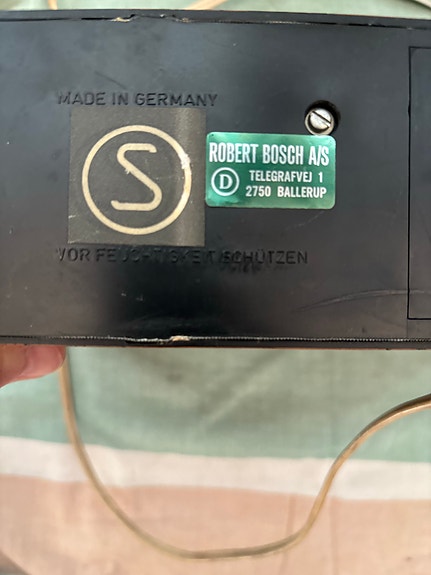 MADE IN GERMANY
S
ROBERT BOSCH A/S
D
TELEGRAFVEJ 1
2750 BALLERUP
VOR FEUCHTIGKEIT SCHÜTZEN